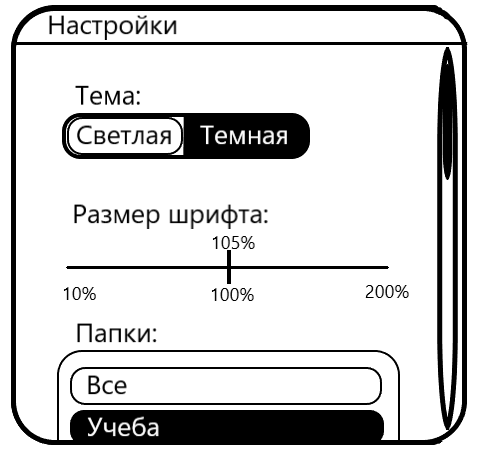 Настройки
Тема:
Светлая Темная
Размер шрифта:
105%
10% 100% 200%
Папки:
Все
Учеба